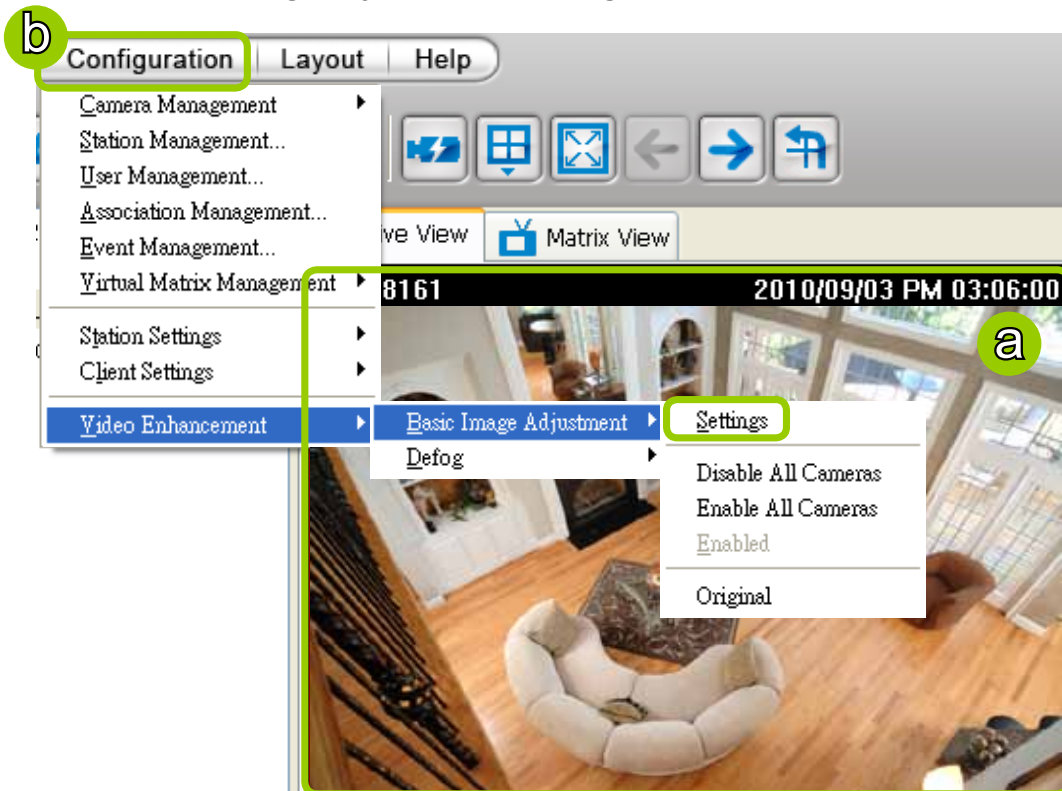 b
Configuration Layout Help
Camera Management
Station Management...
User Management...
Association Management...
Event Management...
Virtual Matrix Management
Station Settings
Client Settings
Video Enhancement
View
Matrix View
8161 2010/09/03 PM 03:06:00
a
Basic Image Adjustment
Defog
Settings
Disable All Cameras
Enable All Cameras
Enabled
Original